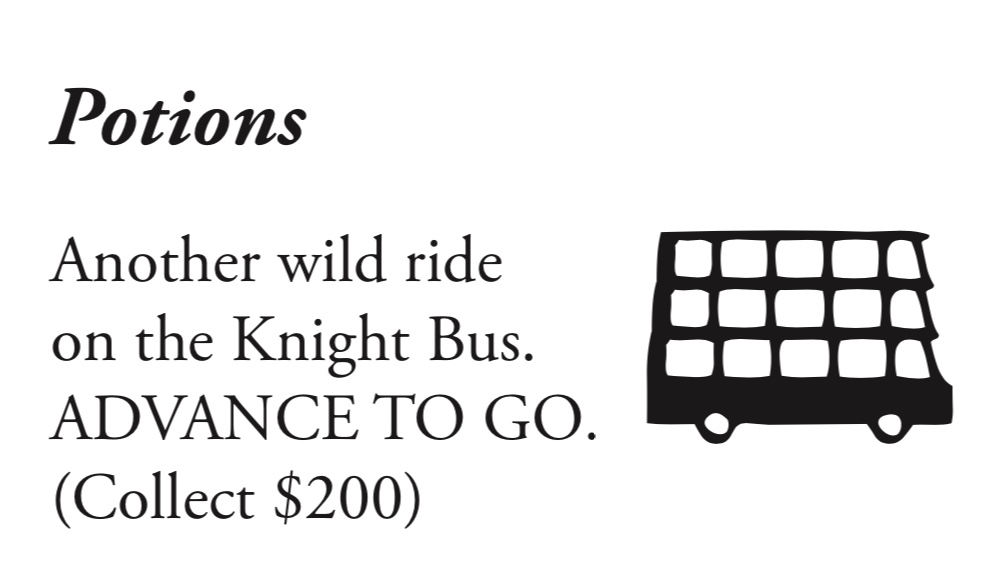 Potions
Another wild ride
on the Knight Bus.
ADVANCE TO GO.
(Collect $200)